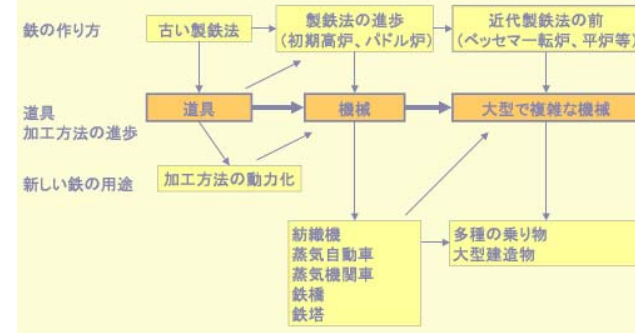 鉄の作り方
古い製鉄法
製鉄法の進歩
(初期高炉、パドル炉)
近代製鉄法の前
(ベッセマー転炉、平炉等)
道具
加工方法の進歩
道具
機械
大型で複雑な機械
新しい鉄の用途
加工方法の動力化
紡織機
蒸気自動車
蒸気機関車
鉄橋
鉄塔
多種の乗り物
大型建造物